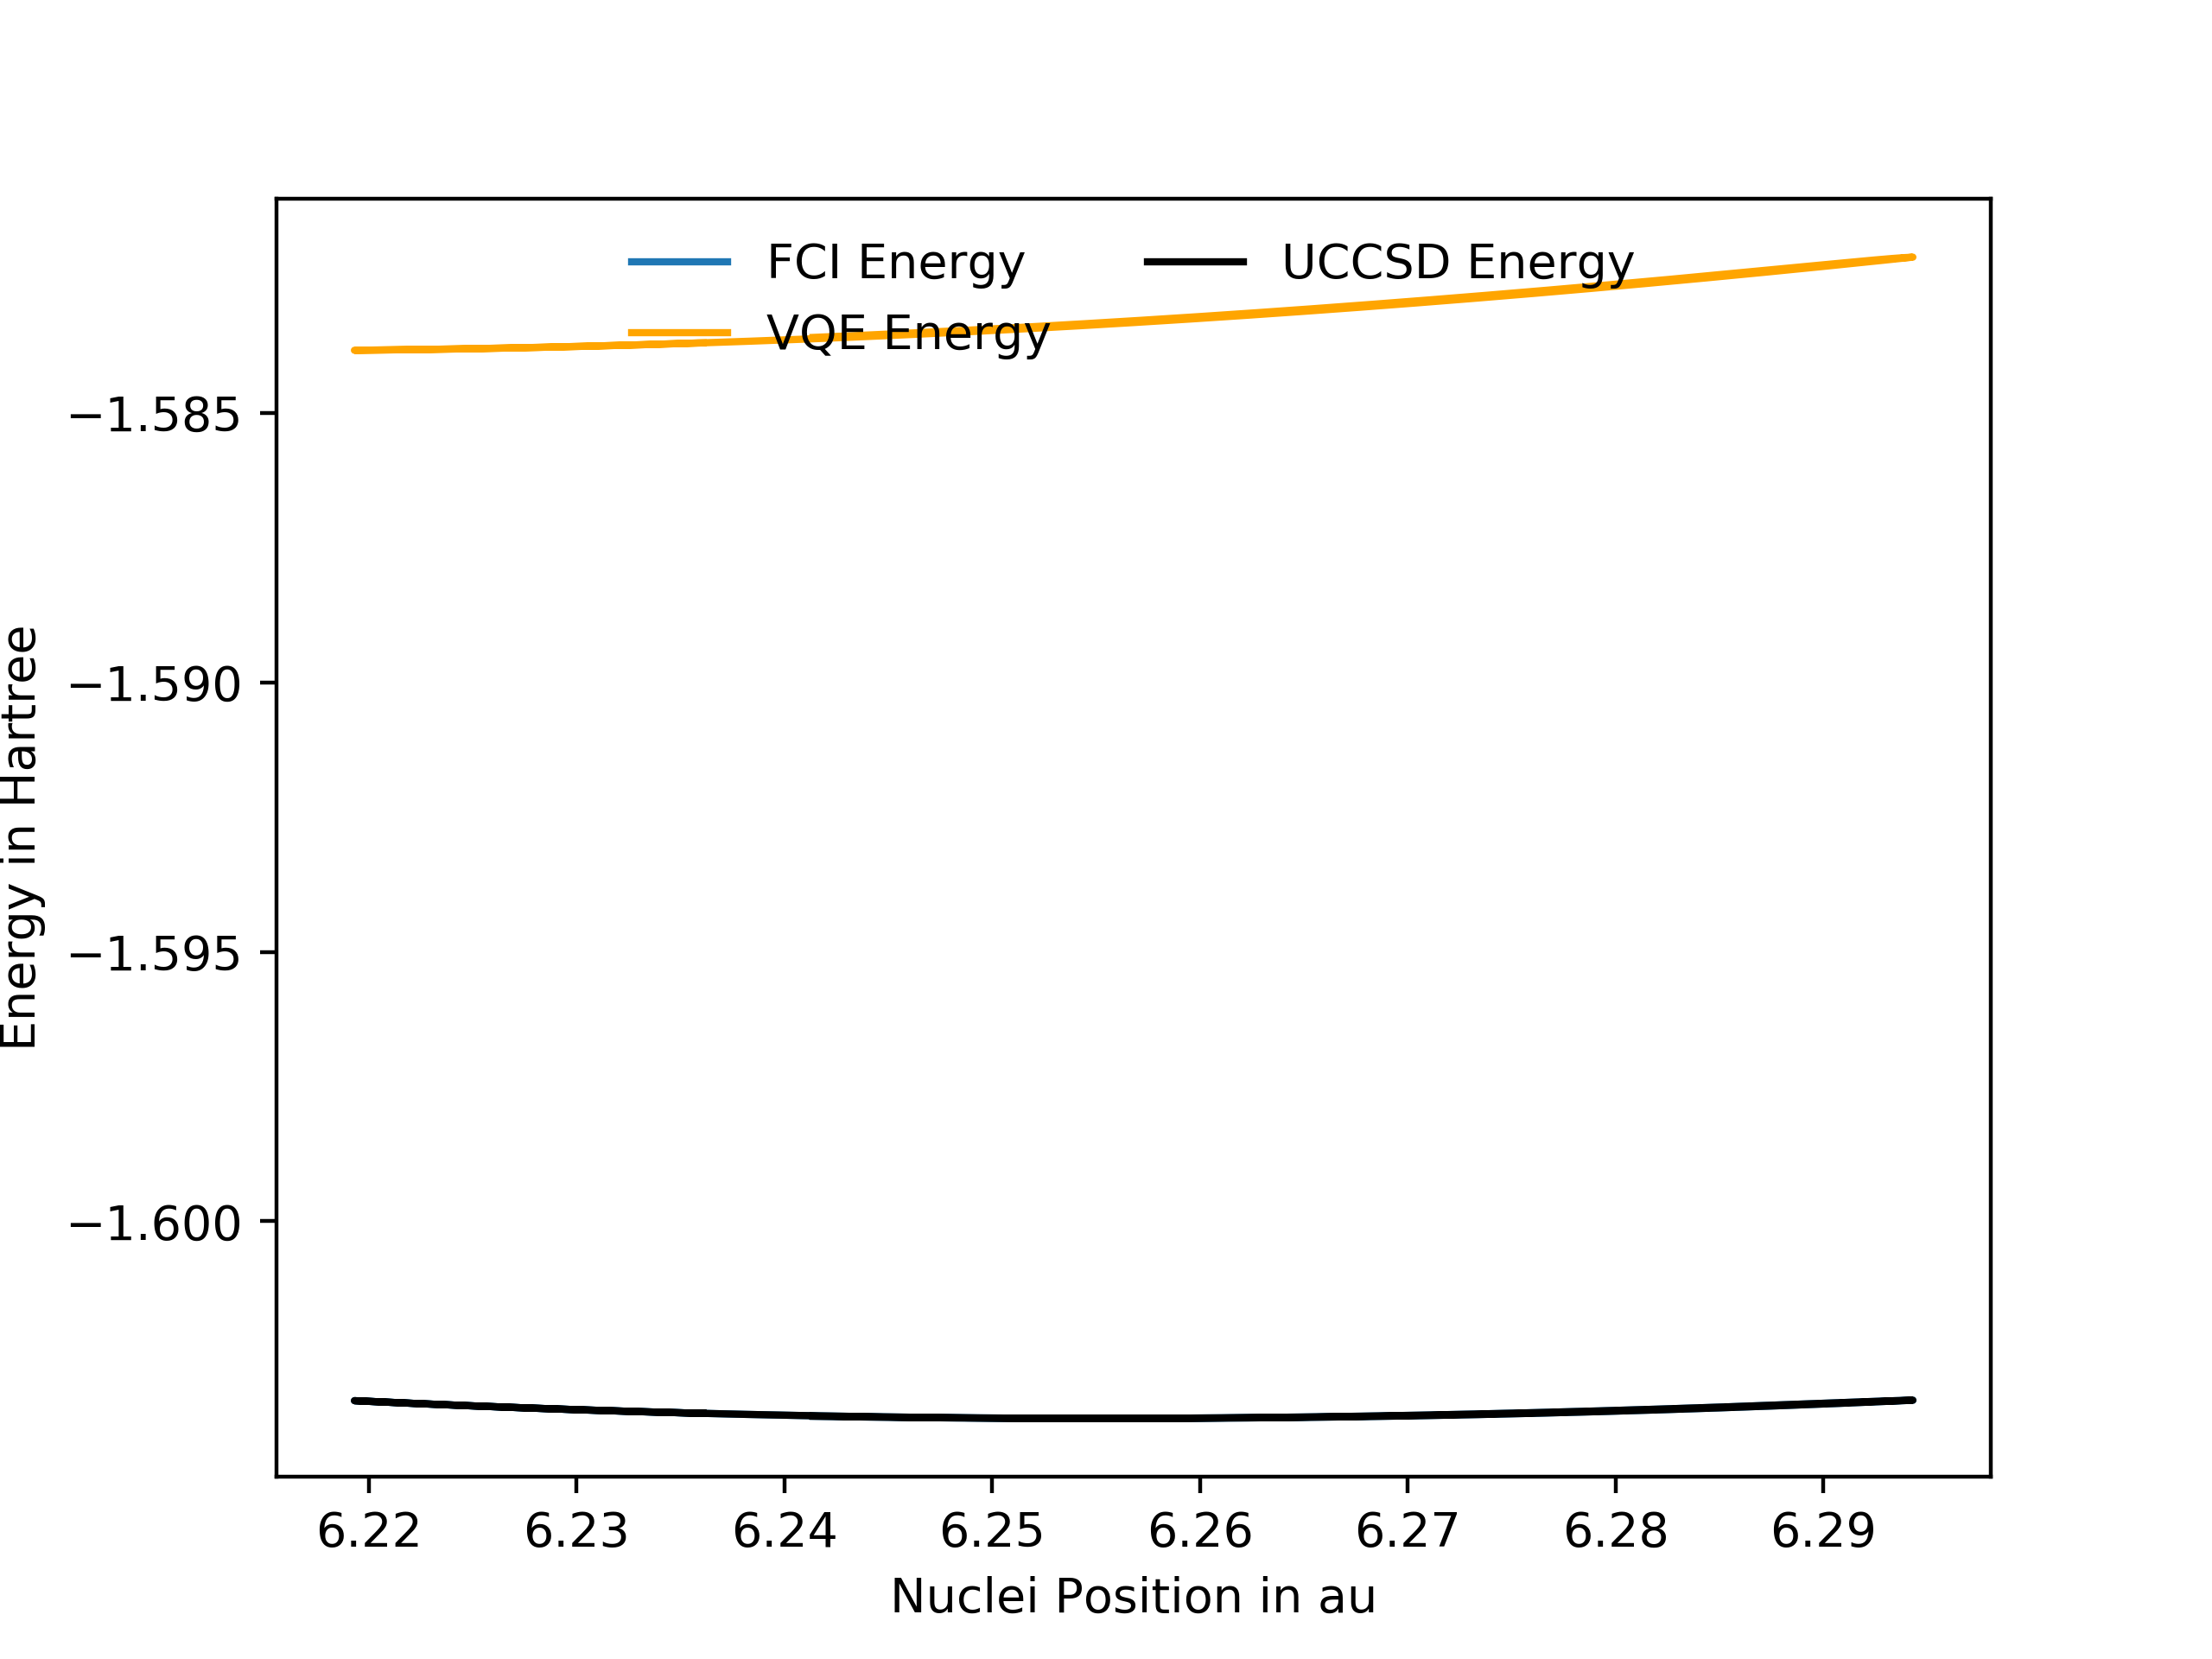 FCI Energy
VQE Energy
UCCSD Energy
−1.585
−1.590
−1.595
−1.600
Energy in Hartree
6.22 6.23 6.24 6.25 6.26 6.27 6.28 6.29
Nuclei Position in au